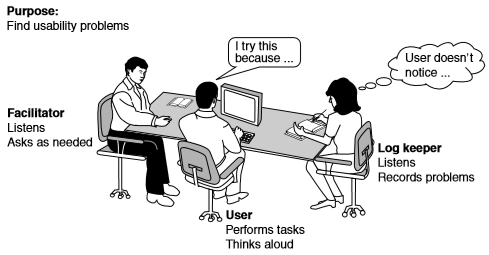 Purpose:
Find usability problems
I try this
because ...
User doesn't
notice ...
Facilitator
Listens
Asks as needed
Log keeper
Listens
Records problems
User
Performs tasks
Thinks aloud